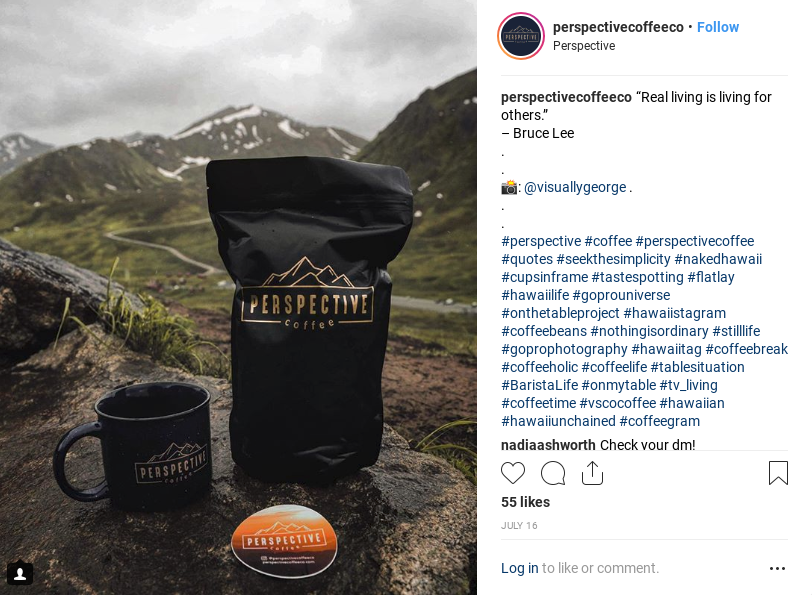 PERSPECTIVE
coffee
PERSPECTIVE
coffee
PERSPECTIVE
coffee
PERSPECTIVE
perspectivecoffeeco • Follow
Perspective
perspectivecoffeeco “Real living is living for
others.”
– Bruce Lee
.
.
📸: @visuallygeorge .
.
.
#perspective #coffee #perspectivecoffee
#quotes #seekthesimplicity #nakedhawaii
#cupsinframe #tastespotting #flatlay
#hawaiilife #goprouniverse
#onthetableproject #hawaiistagram
#coffeebeans #nothingisordinary #stilllife
#goprophotography #hawaiitag #coffeebreak
#coffeeholic #coffeelife #tablesituation
#BaristaLife #onmytable #tv_living
#coffeetime #vscocoffee #hawaiian
#hawaiiunchained #coffeegram
nadiaashworth Check your dm!
55 likes
JULY 16
Log in to like or comment.